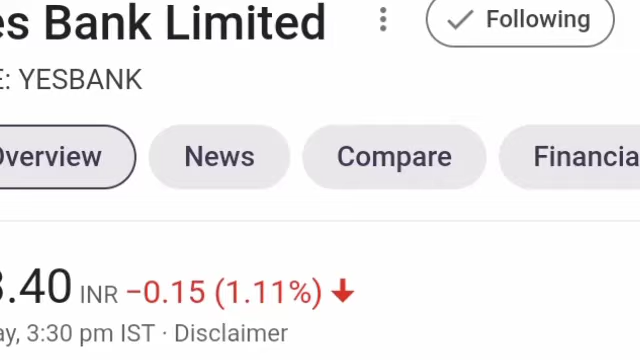 es Bank Limited
Following
E: YESBANK
Overview
News
Compare
Financia
3.40 INR −0.15 (1.11%)
ay, 3:30 pm IST · Disclaimer